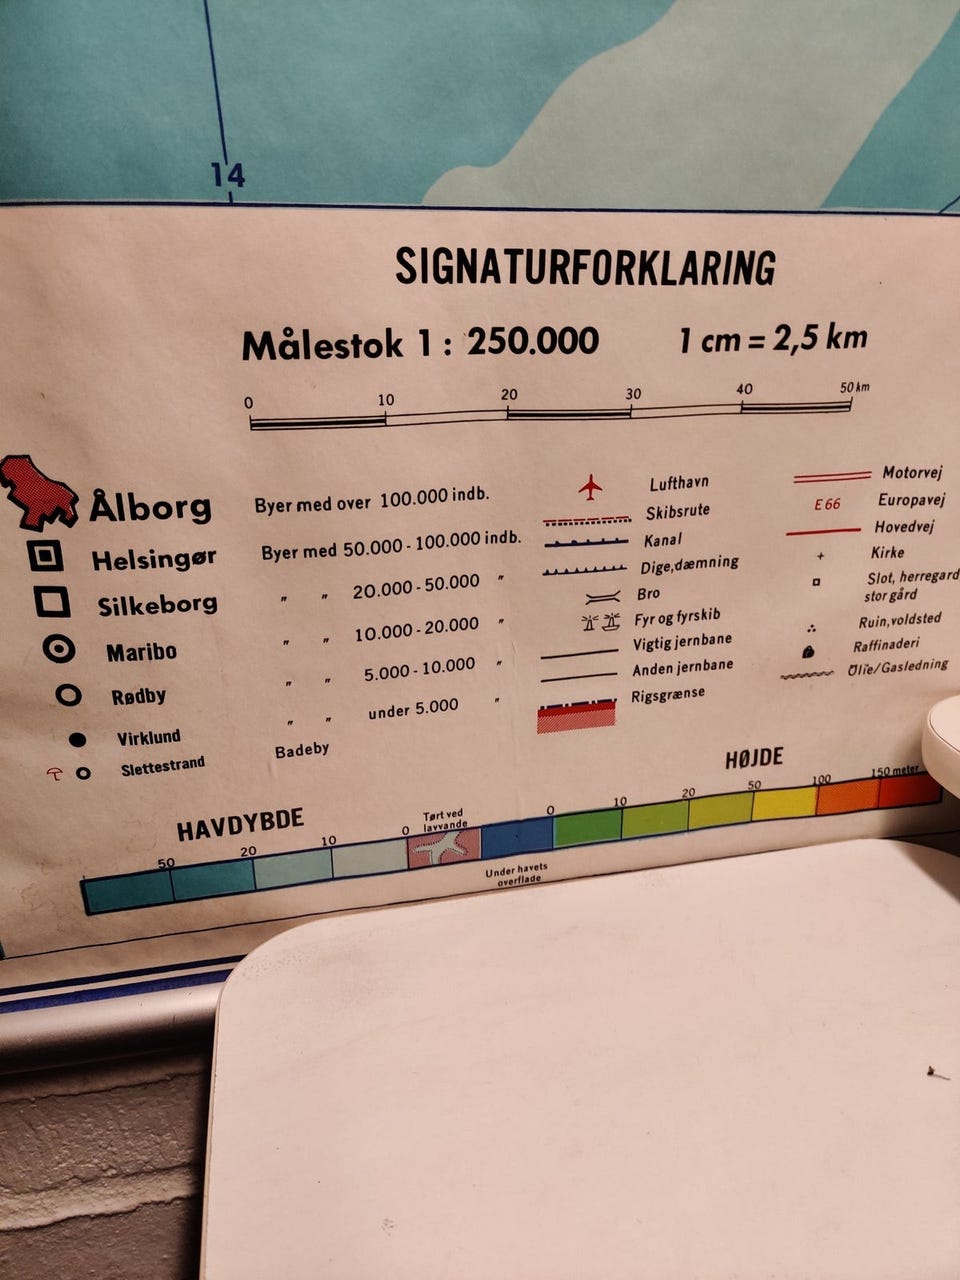 14
SIGNATURFORKLARING
Målestok 1 : 250.000 1 cm = 2,5 km
0 10 20 30 40 50 km
Ålborg Byer med over 100.000 indb.
Helsingør Byer med 50.000 - 100.000 indb.
Silkeborg " " 20.000 - 50.000 "
Maribo " " 10.000 - 20.000 "
Rødby " " 5.000 - 10.000 "
Virklund " " under 5.000 "
Slettestrand Badeby
Lufthavn
Skibsrute
Kanal
Dige,dæmning
Bro
Fyr og fyrskib
Vigtig jernbane
Anden jernbane
Rigsgrænse
Motorvej
E 66 Europavej
Hovedvej
Kirke
Slot, herregard
stor gård
Ruin, voldsted
Raffinaderi
Olie/Gasledning
HAVDYBDE
50 20 10 0
Tørt ved
lavvande
Under havets
overflade
HØJDE
0 10 20 50 100 150 meter